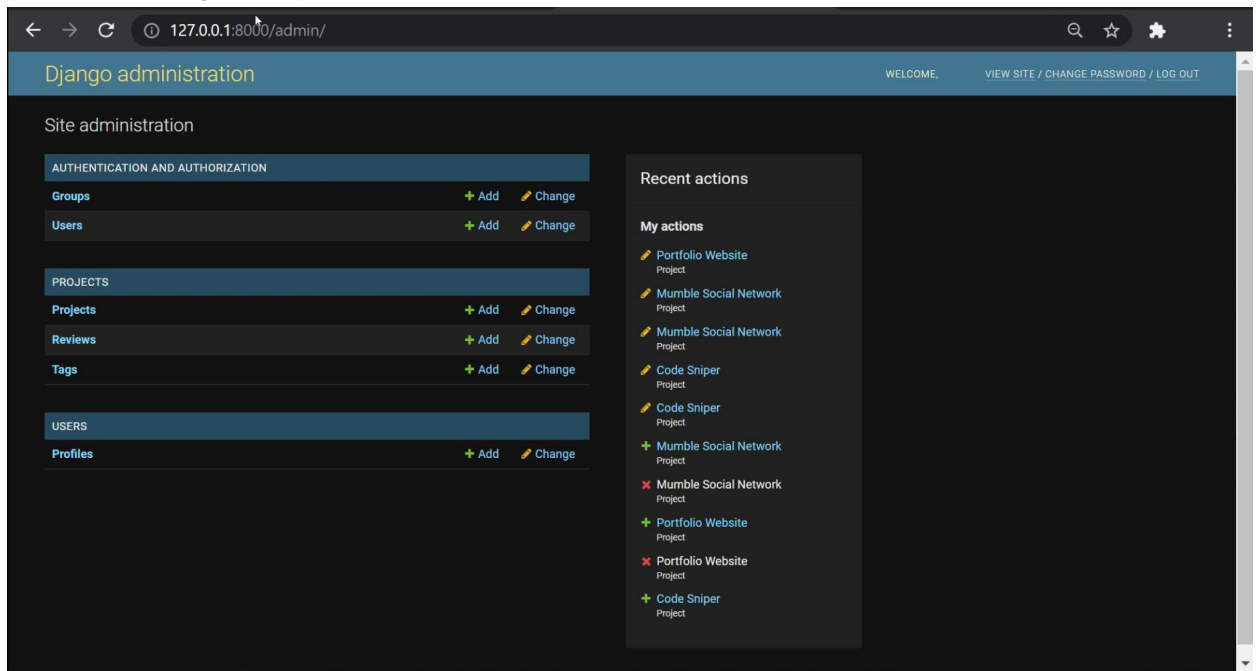 127.0.0.1:8000/admin/
Django administration
WELCOME, VIEW SITE / CHANGE PASSWORD / LOG OUT
Site administration
AUTHENTICATION AND AUTHORIZATION
Groups Add Change
Users Add Change
PROJECTS
Projects Add Change
Reviews Add Change
Tags Add Change
USERS
Profiles Add Change
Recent actions
My actions
Portfolio Website
Project
Mumble Social Network
Project
Mumble Social Network
Project
Code Sniper
Project
Code Sniper
Project
Mumble Social Network
Project
Mumble Social Network
Project
Portfolio Website
Project
Portfolio Website
Project
Code Sniper
Project